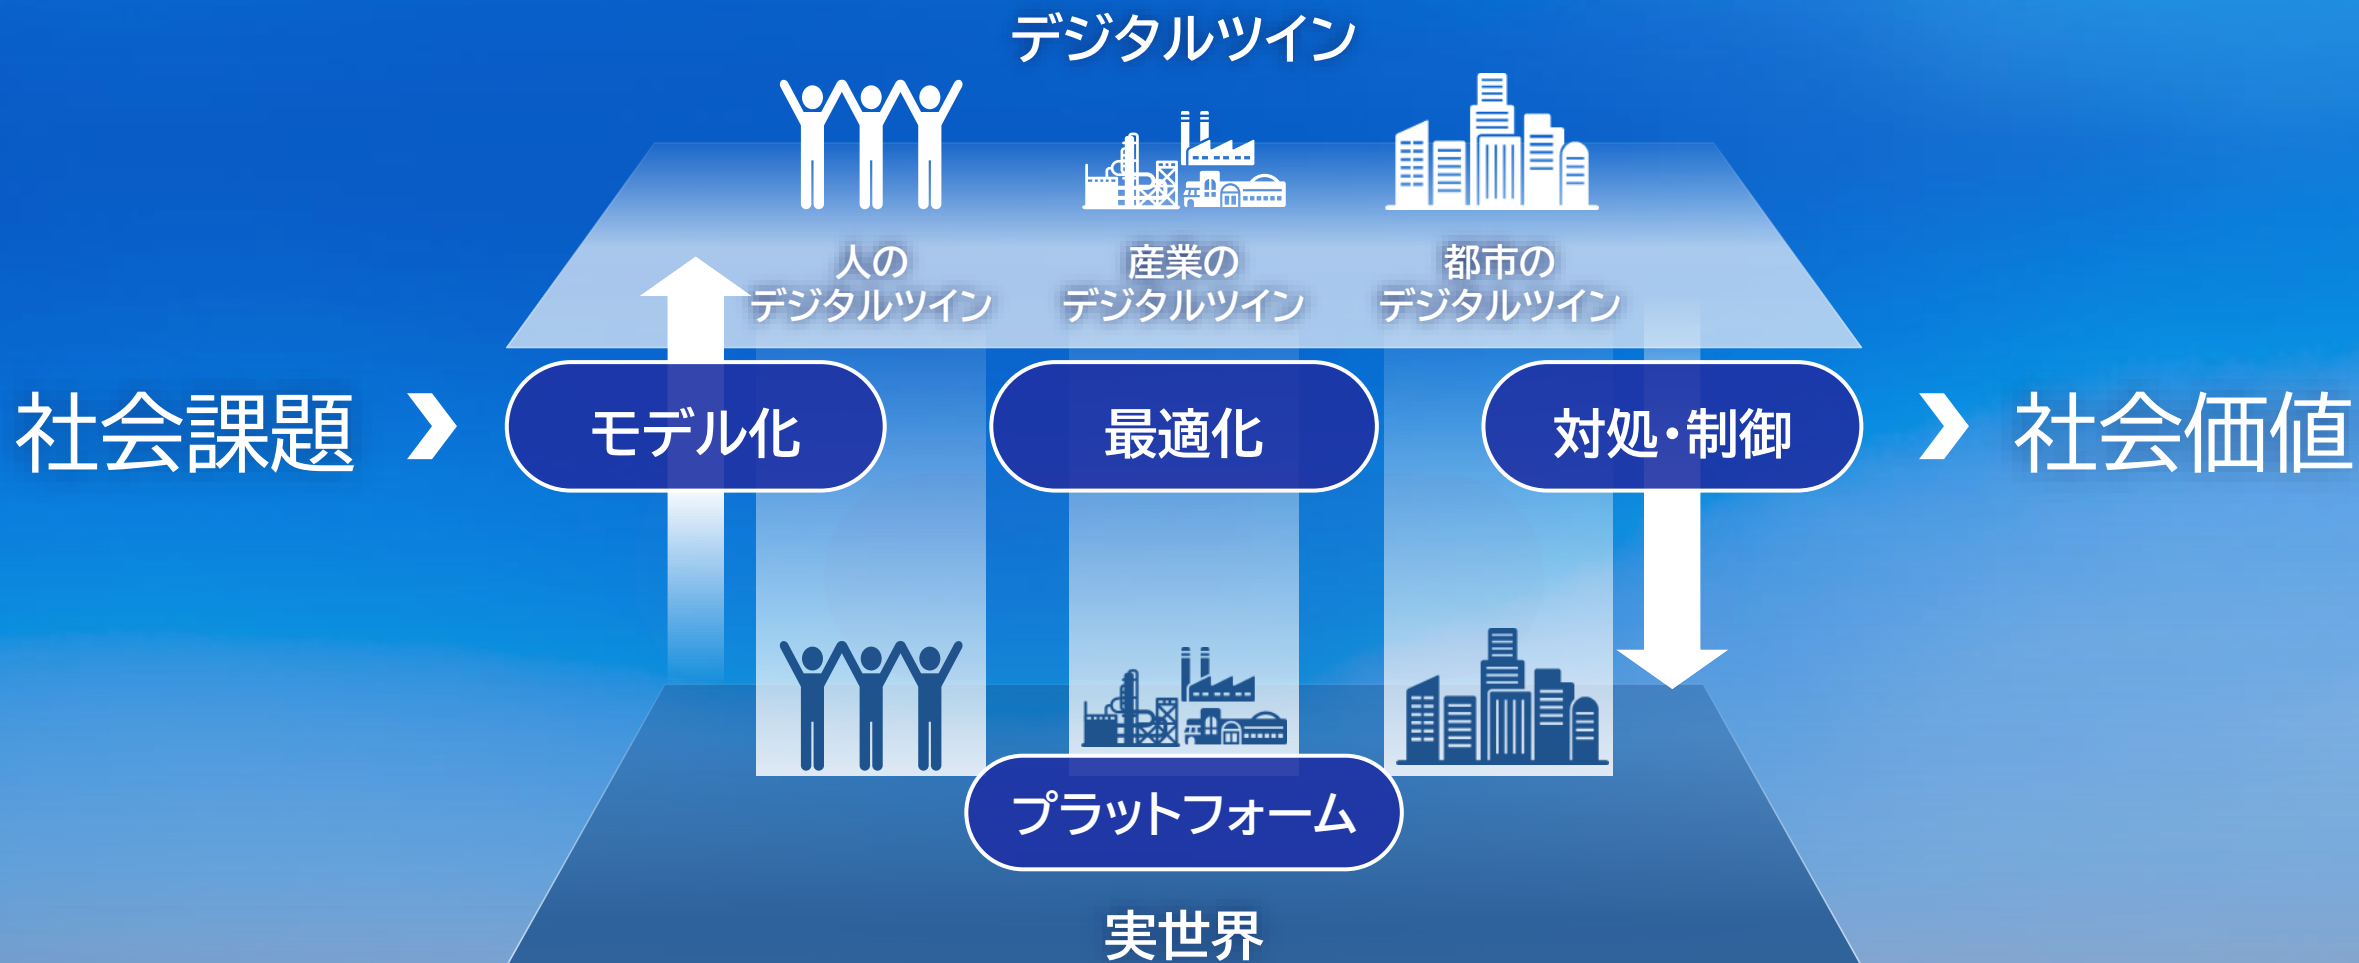 デジタルツイン
人の
デジタルツイン
産業の
デジタルツイン
都市の
デジタルツイン
社会課題
モデル化
最適化
対処・制御
社会価値
プラットフォーム
実世界